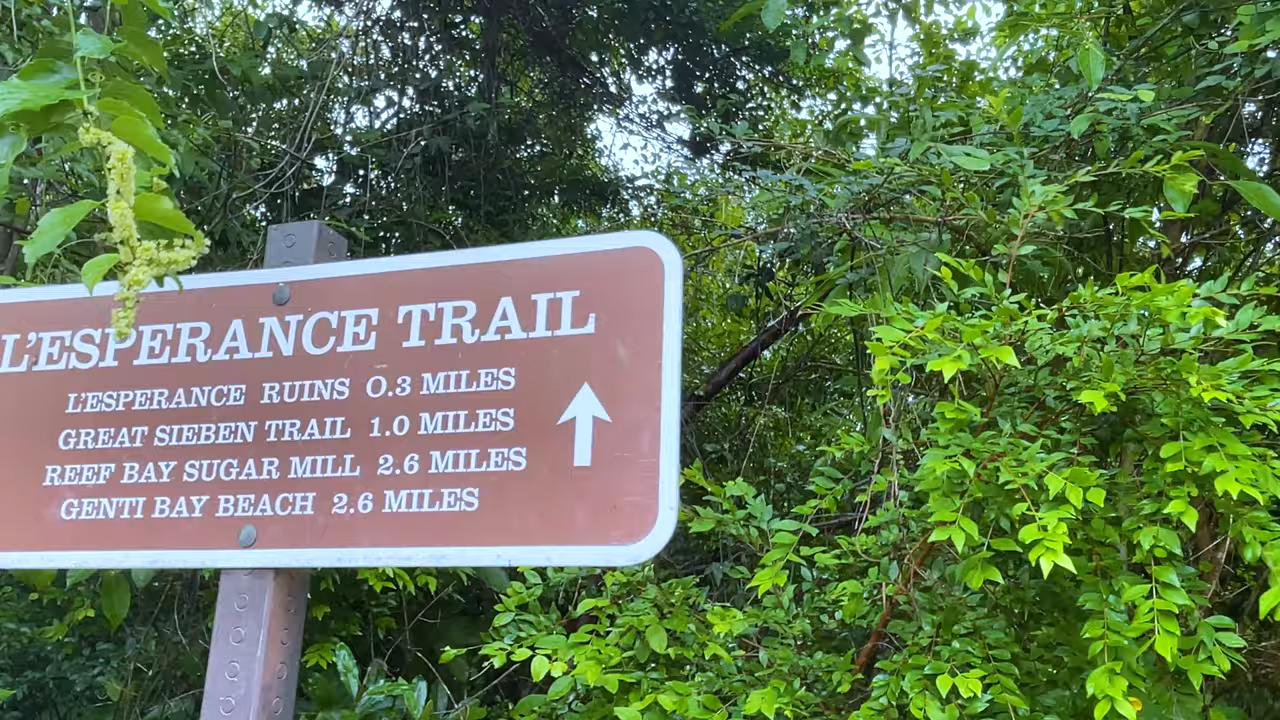 L'ESPERANCE TRAIL
L'ESPERANCE RUINS 0.3 MILES
GREAT SIEBEN TRAIL 1.0 MILES
REEF BAY SUGAR MILL 2.6 MILES
GENTI BAY BEACH 2.6 MILES